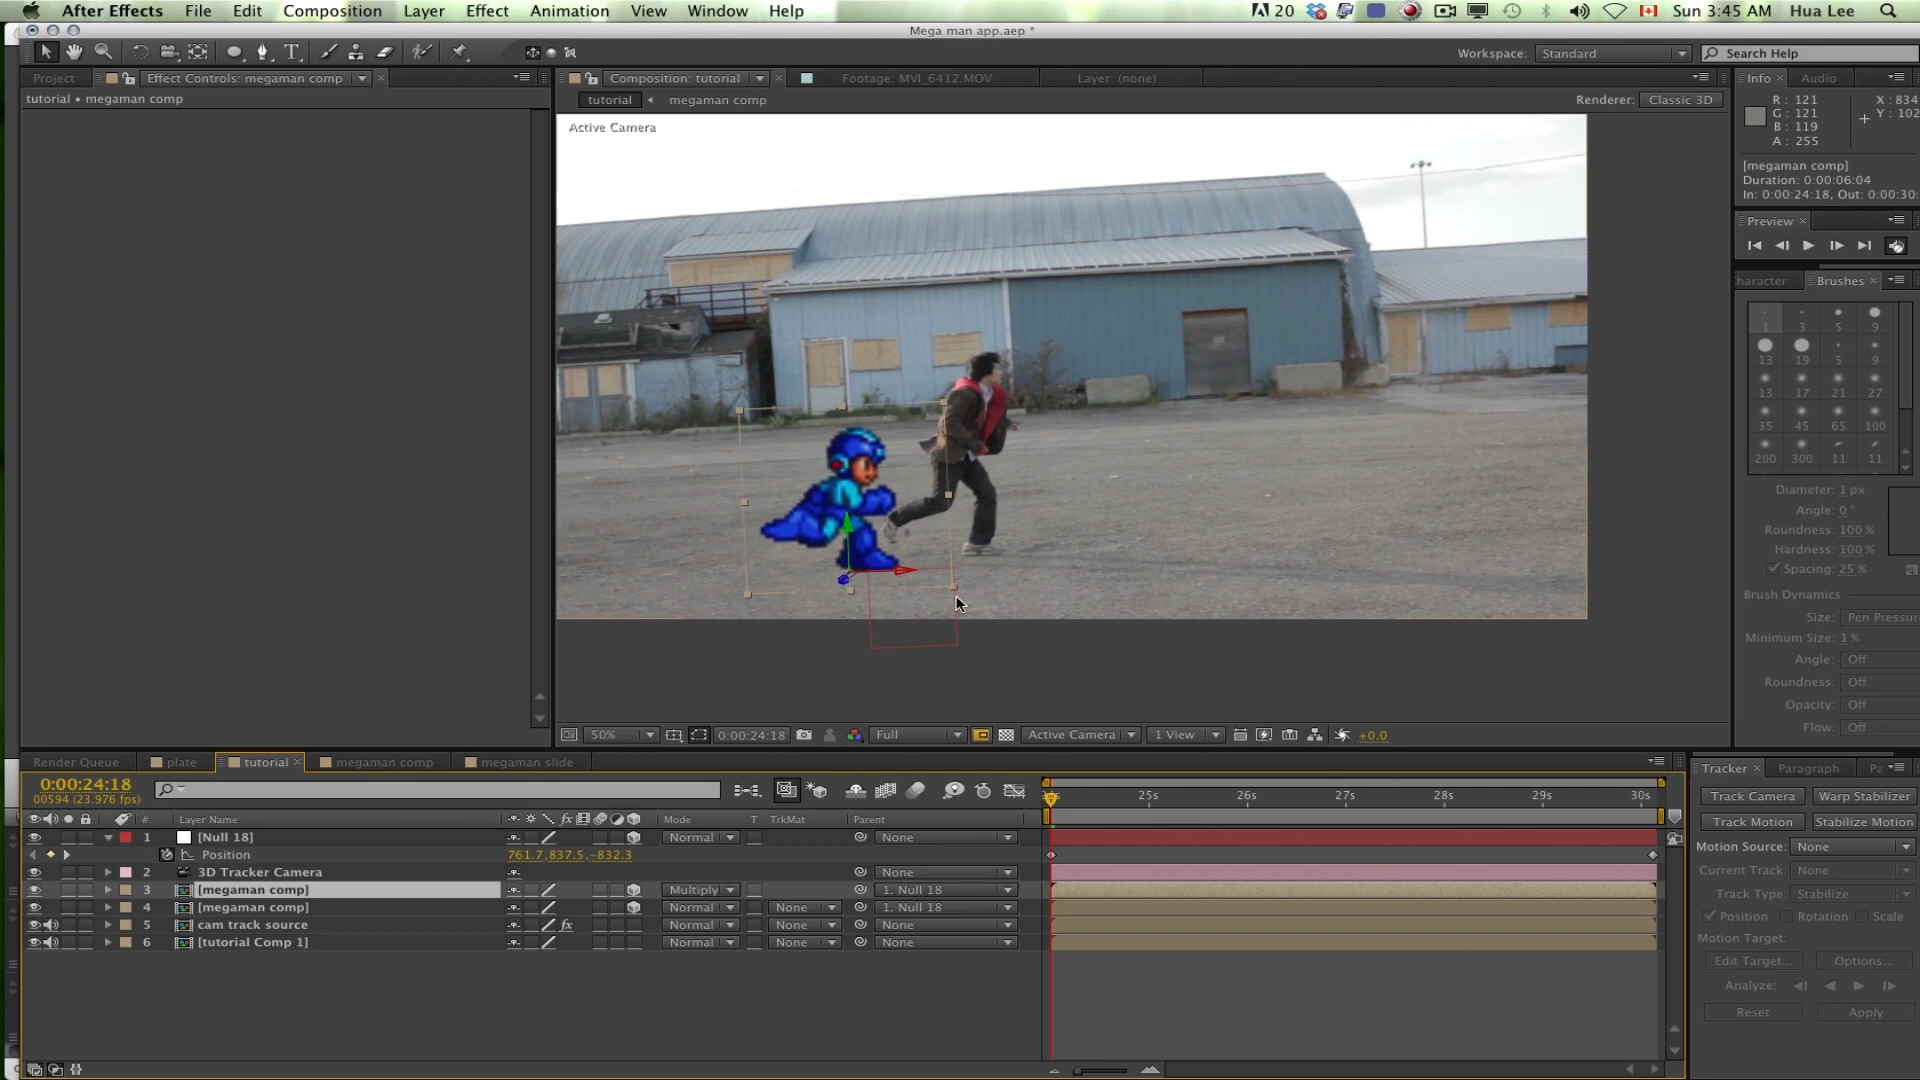 After Effects File Edit Composition Layer Effect Animation View Window Help 20 Sun 3:45 AM Hua Lee
Mega man app.aep *
Workspace: Standard Search Help
Project Effect Controls: megaman comp Composition: tutorial Footage: MVI_6412.MOV Layer: (none) Info Audio
tutorial • megaman comp
tutorial megaman comp Renderer: Classic 3D
Active Camera
R : 121 X : 834
G : 121 Y : 102
B : 119
A : 255
[megaman comp]
Duration: 0:00:06:04
In: 0:00:24:18, Out: 0:00:30:
Preview
Brushes
1 3 5 9
13 19 5 9
13 17 21 27
35 45 65 100
200 300 11 11
Diameter: 1 px
Angle: 0 °
Roundness: 100 %
Hardness: 100 %
Spacing: 25 %
Brush Dynamics
Size: Pen Pressur
Minimum Size: 1 %
Angle: Off
Roundness: Off
Opacity: Off
Flow: Off
50% 0:00:24:18 Full Active Camera 1 View +0.0
Render Queue plate tutorial megaman comp megaman slide Tracker Paragraph
0:00:24:18
00594 (23.976 fps)
25s 26s 27s 28s 29s 30s
# Layer Name fx Mode T TrkMat Parent
1 [Null 18] Normal None
Position 761.7,837.5,-832.3
2 3D Tracker Camera None
3 [megaman comp] Multiply 1. Null 18
4 [megaman comp] Normal None 1. Null 18
5 cam track source fx Normal None None
6 [tutorial Comp 1] Normal None None
Track Camera Warp Stabilizer
Track Motion Stabilize Motion
Motion Source: None
Current Track: None
Track Type: Stabilize
Position Rotation Scale
Motion Target:
Edit Target... Options...
Analyze:
Reset Apply